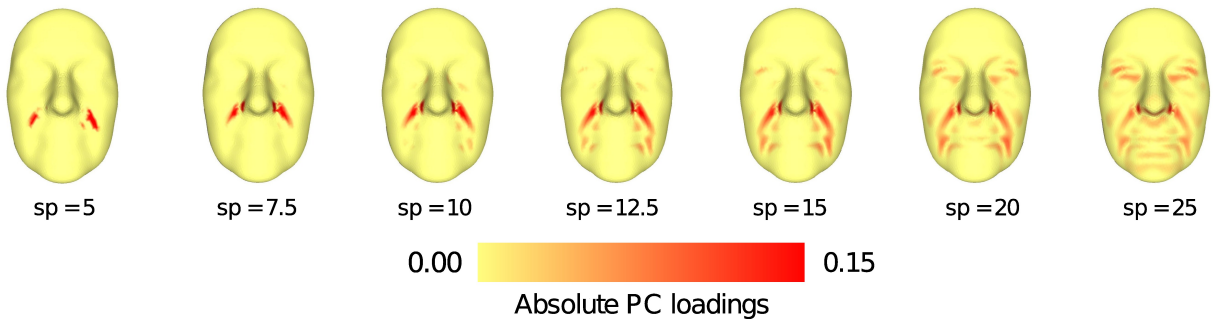 sp = 5 sp = 7.5 sp = 10 sp = 12.5 sp = 15 sp = 20 sp = 25
0.00 0.15
Absolute PC loadings